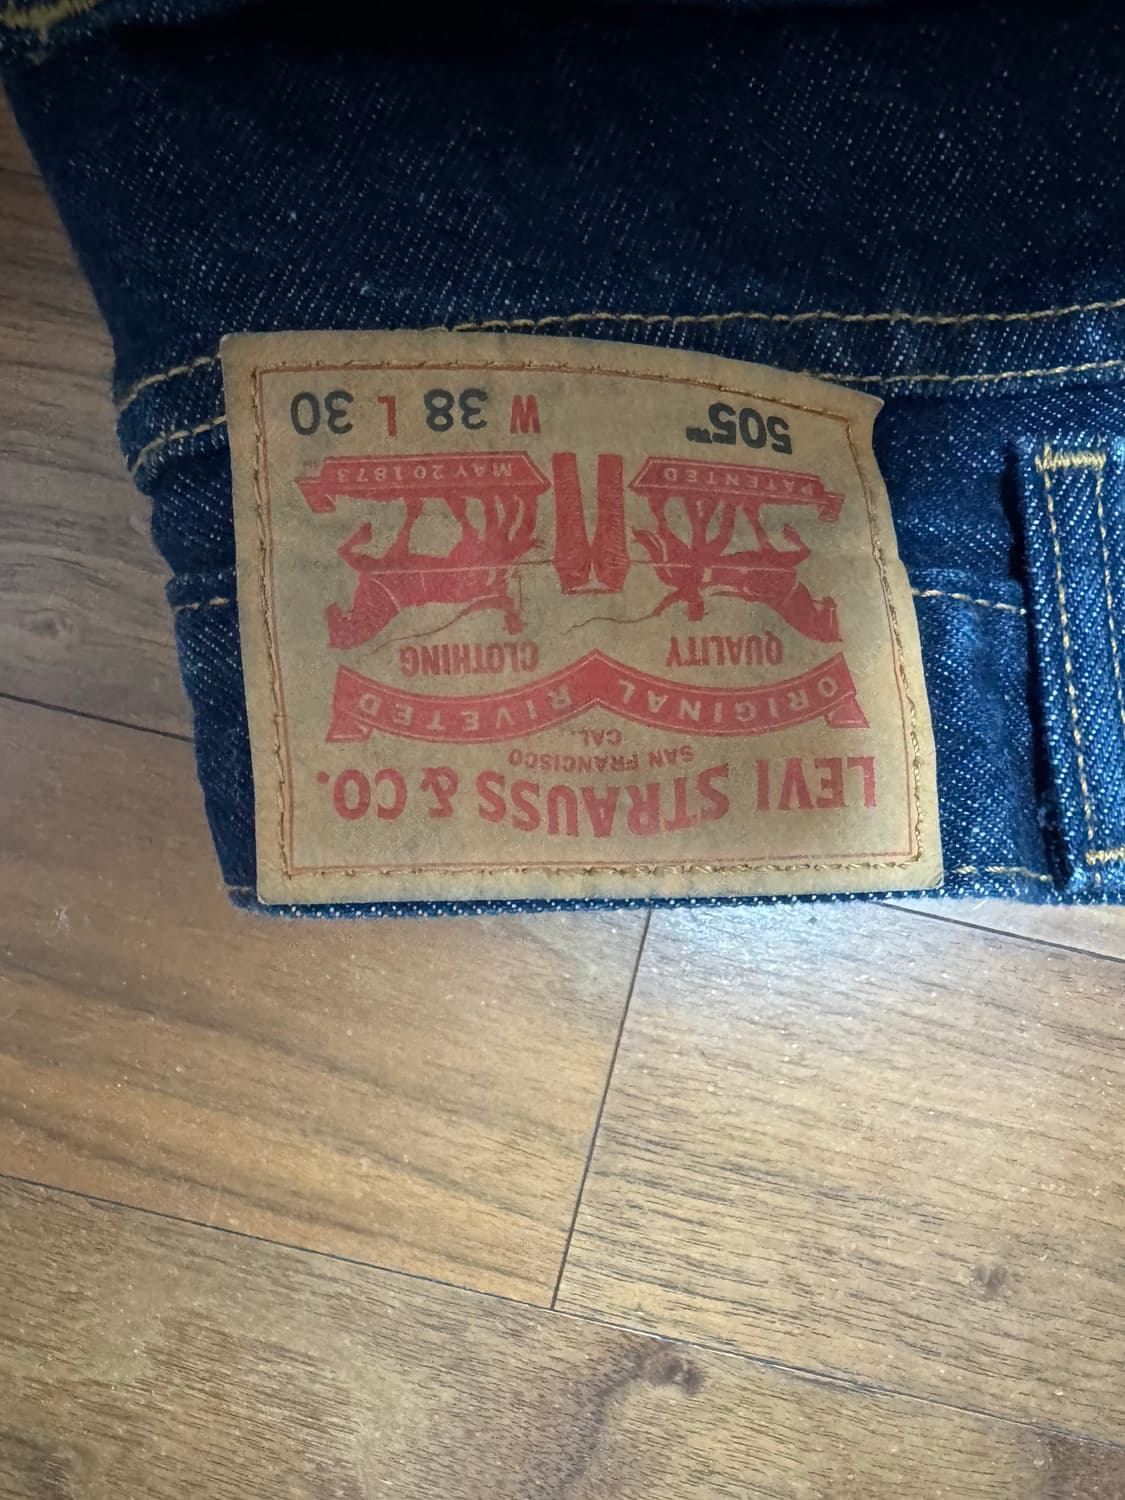 LEVI STRAUSS & CO.
SAN FRANCISCO
CAL.
ORIGINAL RIVETED
QUALITY CLOTHING
PATENTED MAY 20 1873
505™ W 38 L 30